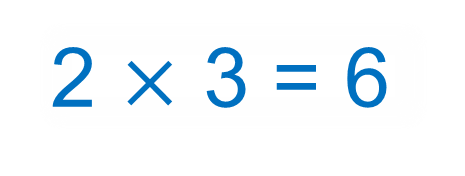 2 × 3 = 6